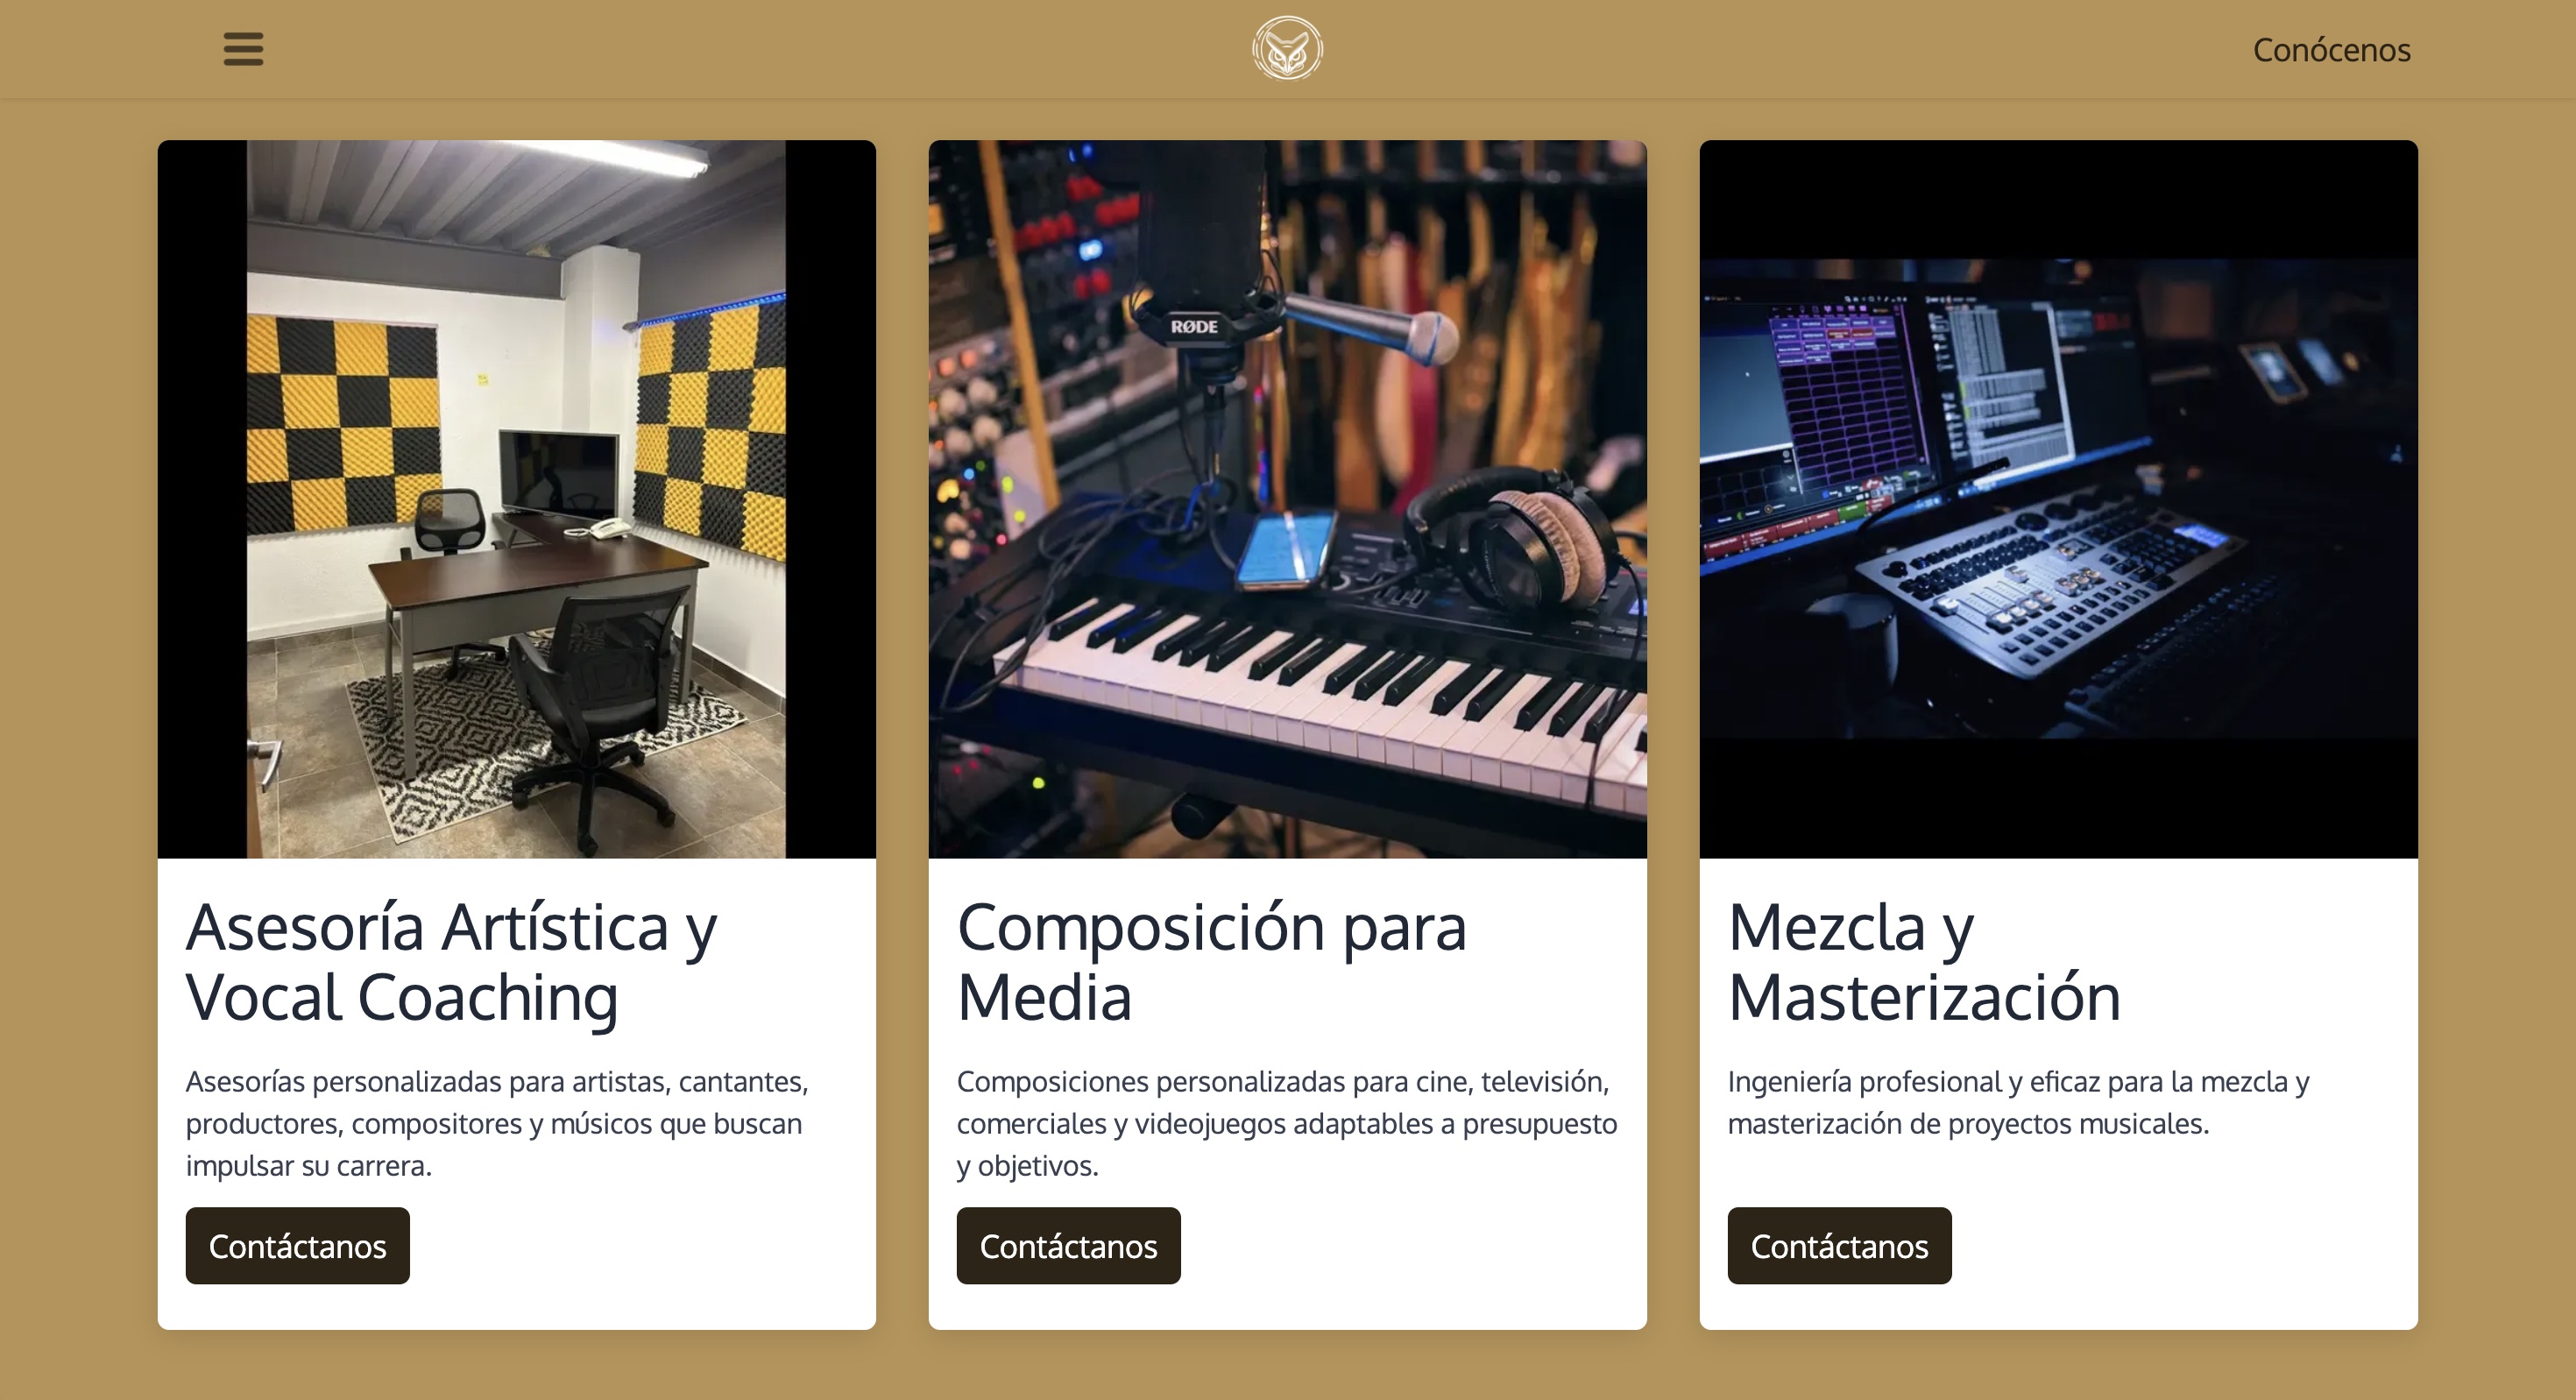 Conócenos
RØDE
Asesoría Artística y
Vocal Coaching
Asesorías personalizadas para artistas, cantantes,
productores, compositores y músicos que buscan
impulsar su carrera.
Contáctanos
Composición para
Media
Composiciones personalizadas para cine, televisión,
comerciales y videojuegos adaptables a presupuesto
y objetivos.
Contáctanos
Mezcla y
Masterización
Ingeniería profesional y eficaz para la mezcla y
masterización de proyectos musicales.
Contáctanos